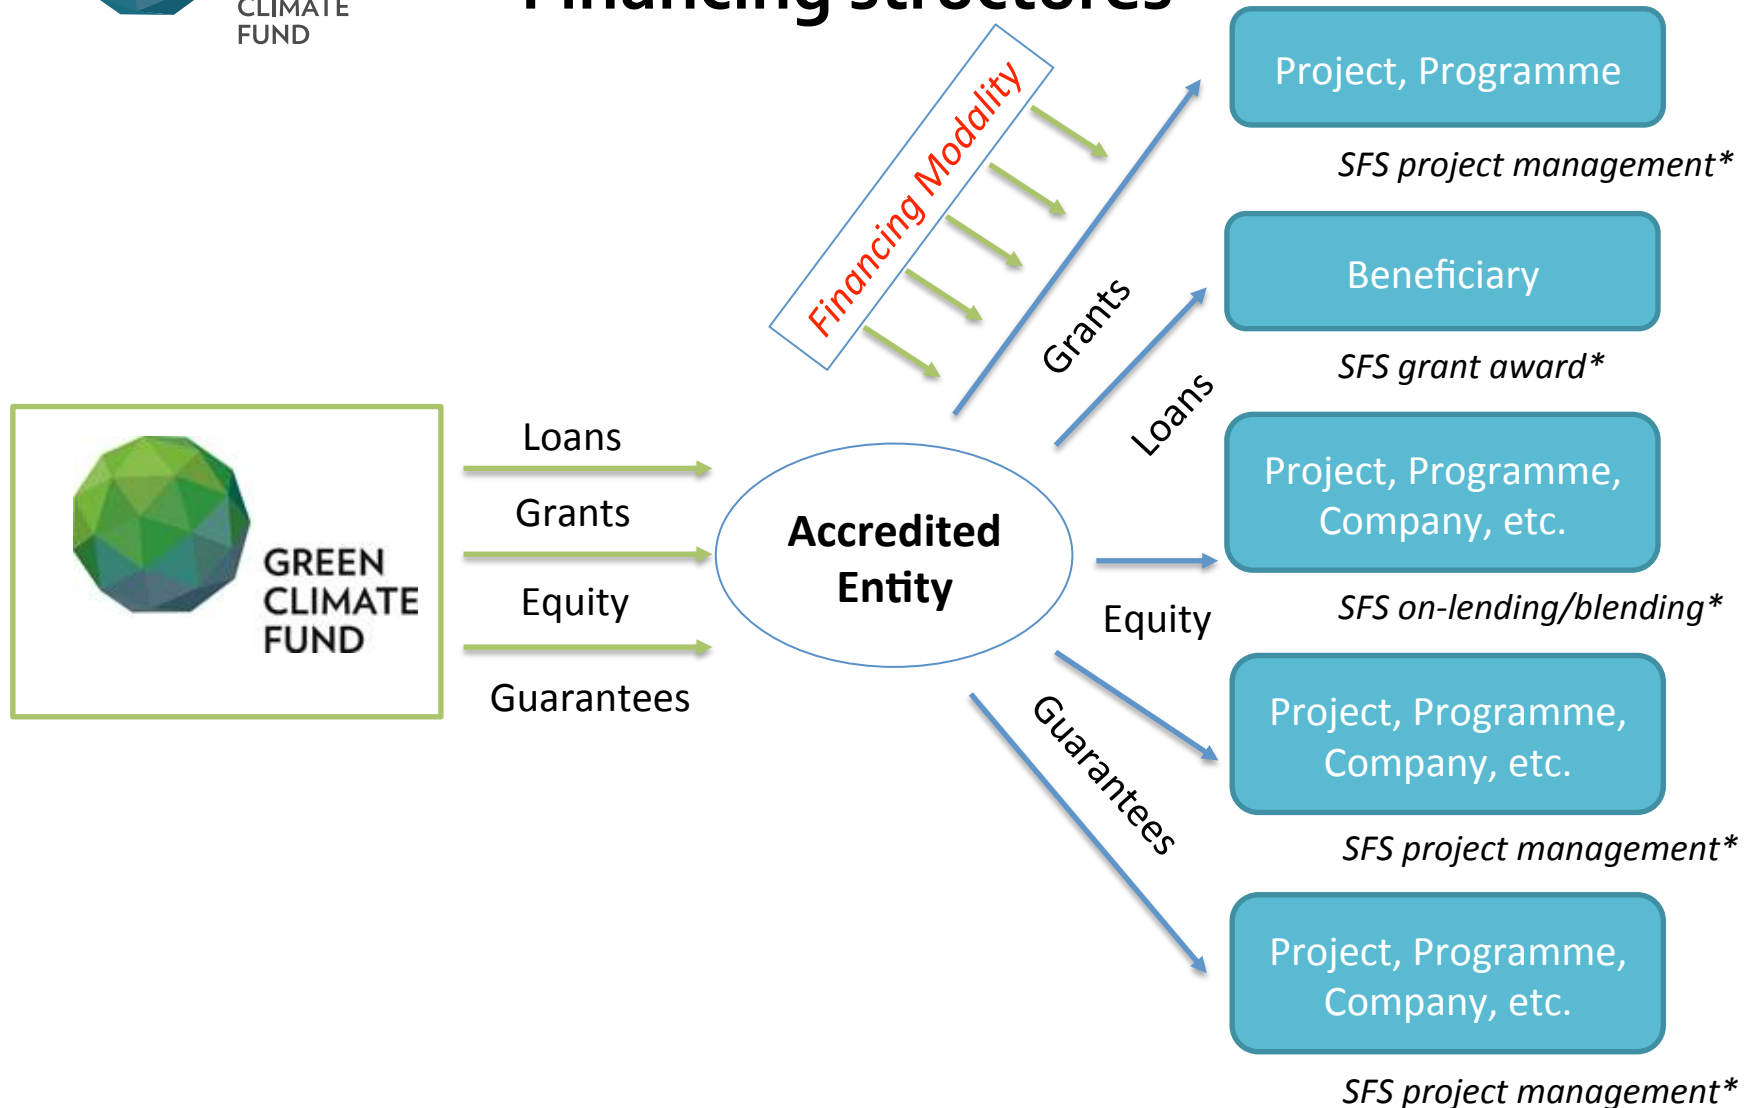 CLIMATE
FUND
Financing structures
Project, Programme
SFS project management*
Financing Modality
Beneficiary
SFS grant award*
Grants
Loans
Project, Programme,
Company, etc.
SFS on-lending/blending*
Equity
Guarantees
Project, Programme,
Company, etc.
SFS project management*
Project, Programme,
Company, etc.
SFS project management*
GREEN
CLIMATE
FUND
Loans
Grants
Equity
Guarantees
Accredited
Entity